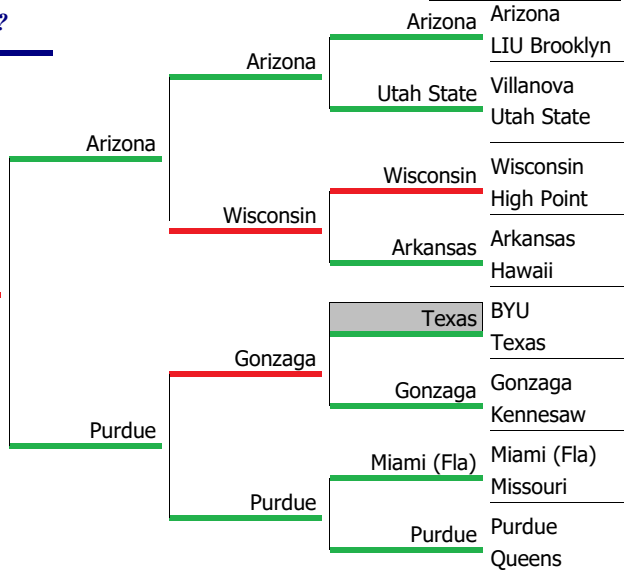 ?
Arizona
Arizona
LIU Brooklyn
Arizona
Utah State
Villanova
Utah State
Arizona
Wisconsin
Wisconsin
High Point
Wisconsin
Arkansas
Arkansas
Hawaii
Texas
BYU
Texas
Gonzaga
Gonzaga
Gonzaga
Kennesaw
Purdue
Miami (Fla)
Miami (Fla)
Missouri
Purdue
Purdue
Purdue
Queens